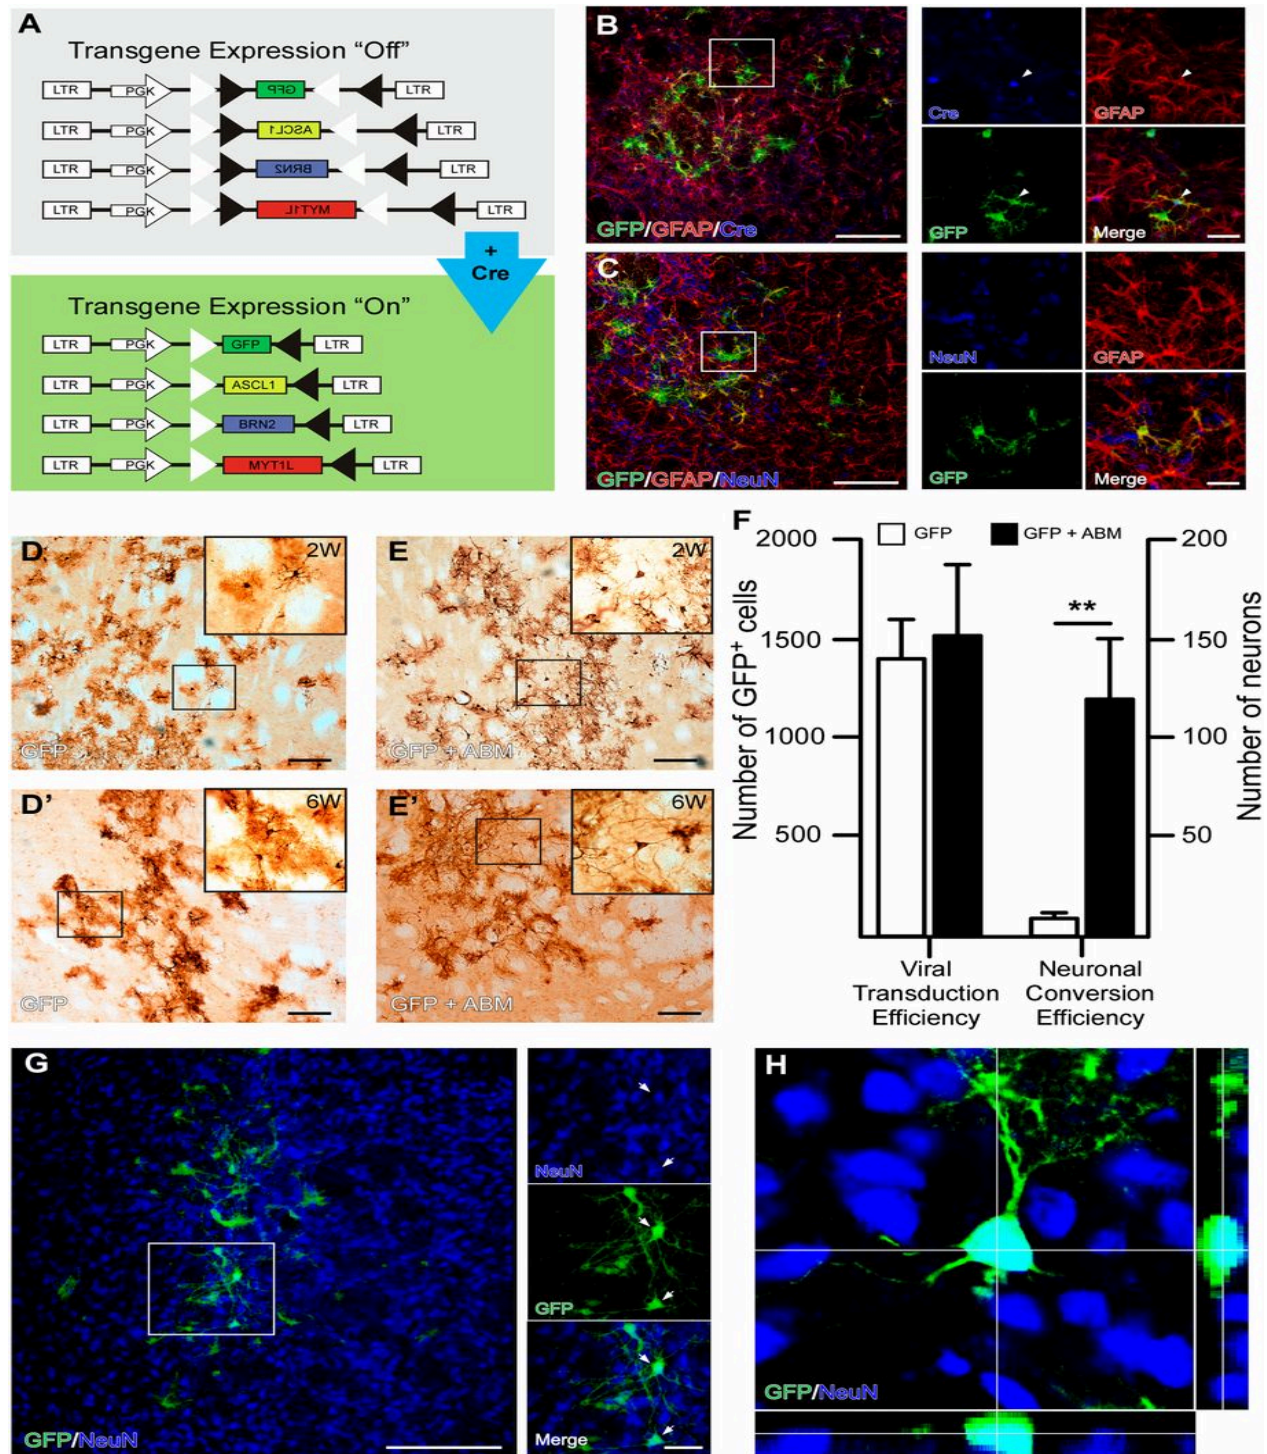 A
Transgene Expression “Off”
LTR PGK GFP LTR
LTR PGK ASCL1 LTR
LTR PGK BRN2 LTR
LTR PGK MYT1L LTR
+
Cre
Transgene Expression “On”
LTR PGK GFP LTR
LTR PGK ASCL1 LTR
LTR PGK BRN2 LTR
LTR PGK MYT1L LTR
B
GFP/GFAP/Cre
Cre
GFAP
GFP
Merge
C
GFP/GFAP/NeuN
NeuN
GFAP
GFP
Merge
D
2W
GFP
E
2W
GFP + ABM
D'
6W
GFP
E'
6W
GFP + ABM
F
GFP
GFP + ABM
Number of GFP+ cells
2000
1500
1000
500
**
200
150
100
50
Number of neurons
Viral
Transduction
Efficiency
Neuronal
Conversion
Efficiency
G
GFP/NeuN
NeuN
GFP
Merge
H
GFP/NeuN